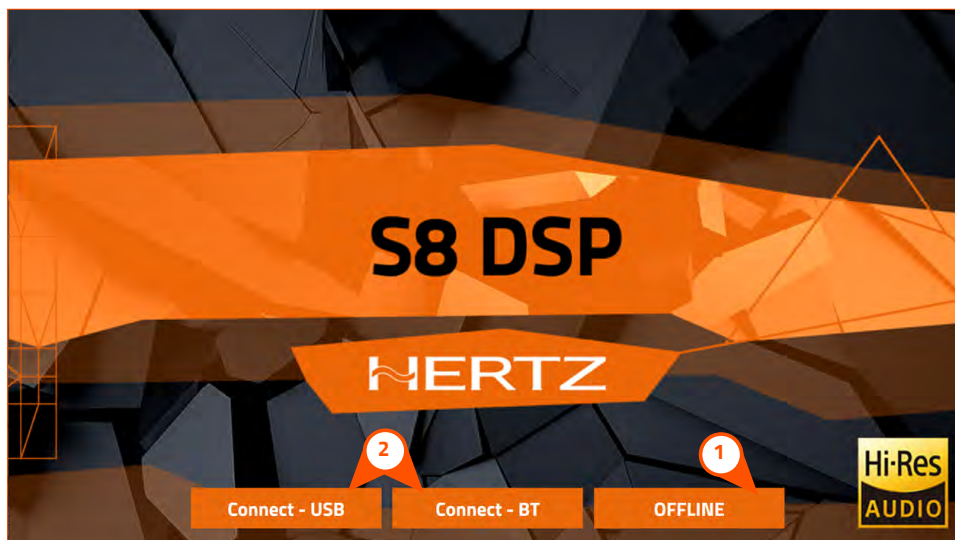 S8 DSP
HERTZ
2
1
Connect - USB
Connect - BT
OFFLINE
Hi-Res
AUDIO